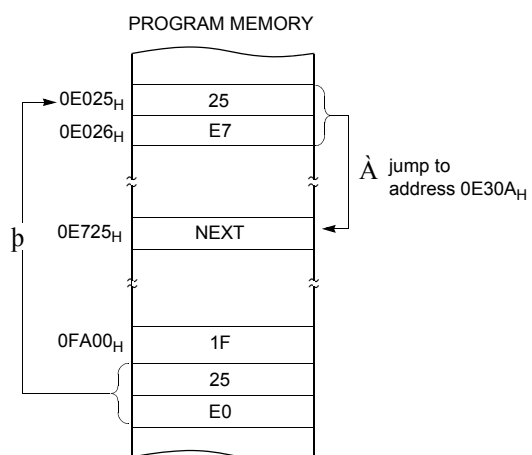 PROGRAM MEMORY
0E025H 25
0E026H E7
À jump to
address 0E30AH
0E725H NEXT
þ
0FA00H 1F
25
E0